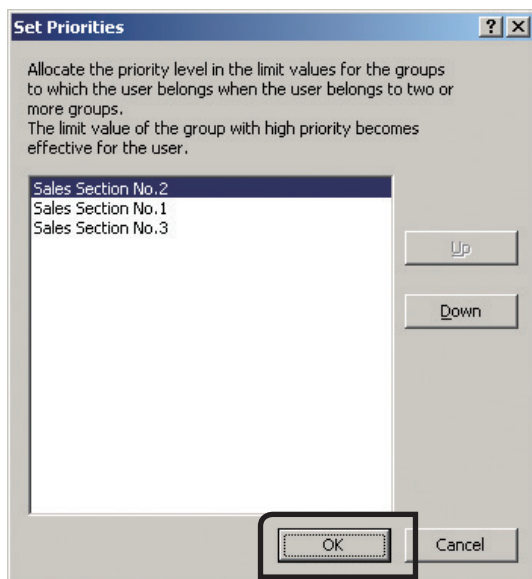 Set Priorities
Allocate the priority level in the limit values for the groups
to which the user belongs when the user belongs to two or
more groups.
The limit value of the group with high priority becomes
effective for the user.
Sales Section No.2
Sales Section No.1
Sales Section No.3
Up
Down
OK
Cancel